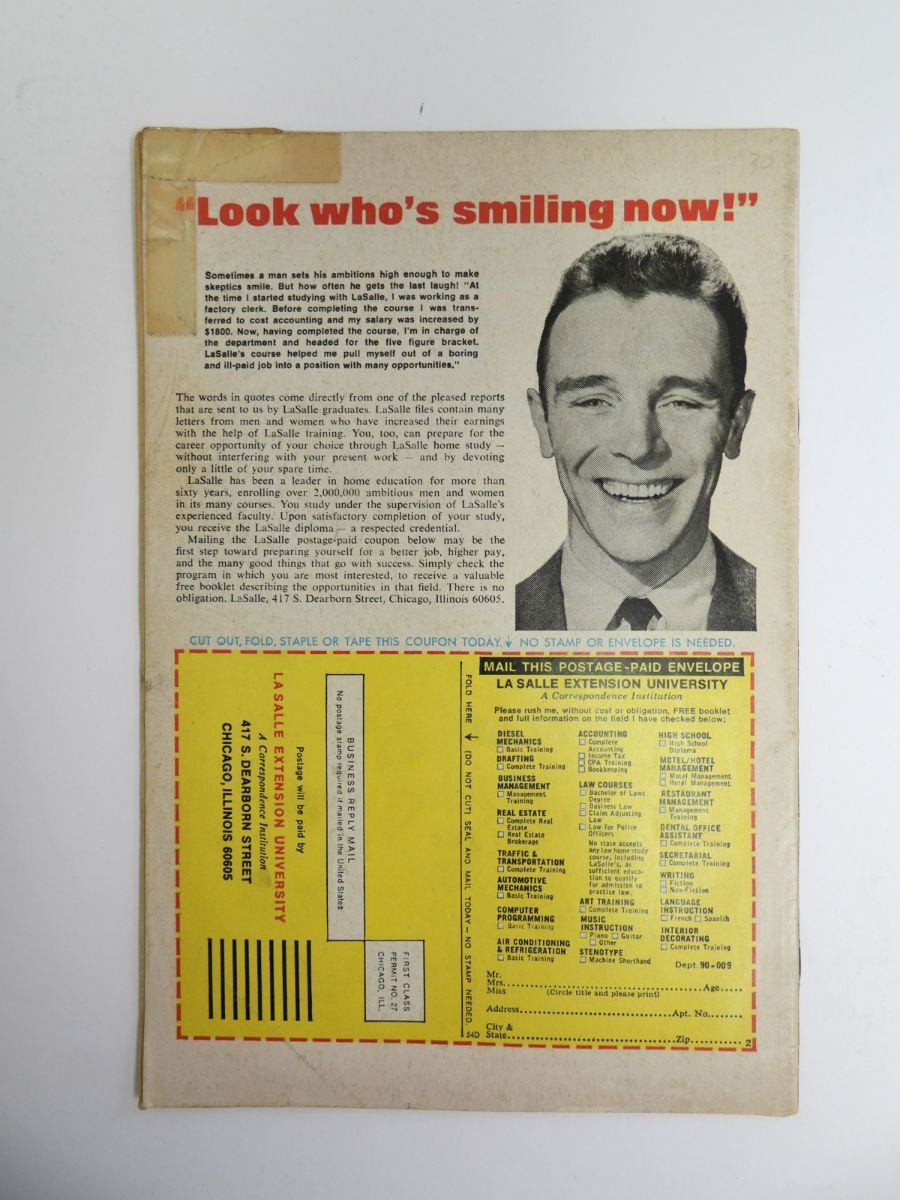 30
“Look who's smiling now!”
Sometimes a man sets his ambitions high enough to make
skeptics smile. But how often he gets the last laugh! "At
the time I started studying with LaSalle, I was working as a
factory clerk. Before completing the course I was trans-
ferred to cost accounting and my salary was increased by
$1800. Now, having completed the course, I'm in charge of
the department and headed for the five figure bracket.
LaSalle's course helped me pull myself out of a boring
and ill-paid job into a position with many opportunities."
The words in quotes come directly from one of the pleased reports
that are sent to us by LaSalle graduates. LaSalle files contain many
letters from men and women who have increased their earnings
with the help of LaSalle training. You, too, can prepare for the
career opportunity of your choice through LaSalle home study —
without interfering with your present work — and by devoting
only a little of your spare time.
LaSalle has been a leader in home education for more than
sixty years, enrolling over 2,000,000 ambitious men and women
in its many courses. You study under the supervision of LaSalle's
experienced faculty. Upon satisfactory completion of your study,
you receive the LaSalle diploma — a respected credential.
Mailing the LaSalle postage-paid coupon below may be the
first step toward preparing yourself for a better job, higher pay,
and the many good things that go with success. Simply check the
program in which you are most interested, to receive a valuable
free booklet describing the opportunities in that field. There is no
obligation. LaSalle, 417 S. Dearborn Street, Chicago, Illinois 60605.
CUT OUT, FOLD, STAPLE OR TAPE THIS COUPON TODAY. ↓ NO STAMP OR ENVELOPE IS NEEDED.
FIRST CLASS
PERMIT NO. 27
CHICAGO, ILL.
BUSINESS REPLY MAIL
No postage stamp required if mailed in the United States
Postage will be paid by
LA SALLE EXTENSION UNIVERSITY
A Correspondence Institution
417 S. DEARBORN STREET
CHICAGO, ILLINOIS 60605
FOLD HERE → (DO NOT CUT) SEAL AND MAIL TODAY — NO STAMP NEEDED.
54D
MAIL THIS POSTAGE-PAID ENVELOPE
LA SALLE EXTENSION UNIVERSITY
A Correspondence Institution
Please rush me, without cost or obligation, FREE booklet
and full information on the field I have checked below:
DIESEL
MECHANICS
☐ Basic Training
DRAFTING
☐ Complete Training
BUSINESS
MANAGEMENT
☐ Management
Training
REAL ESTATE
☐ Complete Real
Estate
☐ Real Estate
Brokerage
TRAFFIC &
TRANSPORTATION
☐ Complete Training
AUTOMOTIVE
MECHANICS
☐ Basic Training
COMPUTER
PROGRAMMING
☐ Basic Training
AIR CONDITIONING
& REFRIGERATION
☐ Basic Training
ACCOUNTING
☐ Complete
Accounting
☐ Income Tax
☐ CPA Training
☐ Bookkeeping
LAW COURSES
☐ Bachelor of Laws
Degree
☐ Business Law
☐ Claim Adjusting
Law
☐ Law for Police
Officers
No state accepts
any law home study
course, including
LaSalle's, as
sufficient educa-
tion to qualify
for admission to
practice law.
ART TRAINING
☐ Complete Training
MUSIC
INSTRUCTION
☐ Piano ☐ Guitar
☐ Other
STENOTYPE
☐ Machine Shorthand
HIGH SCHOOL
☐ High School
Diploma
MOTEL/HOTEL
MANAGEMENT
☐ Motel Management
☐ Hotel Management
RESTAURANT
MANAGEMENT
☐ Management
Training
DENTAL OFFICE
ASSISTANT
☐ Complete Training
SECRETARIAL
☐ Complete Training
WRITING
☐ Fiction
☐ Non-Fiction
LANGUAGE
INSTRUCTION
☐ French ☐ Spanish
INTERIOR
DECORATING
☐ Complete Training
Dept. 90-009
Mr.
Mrs.
Miss..........Age.....
(Circle title and please print)
Address..........Apt. No.......
City &
State..........Zip..........
2